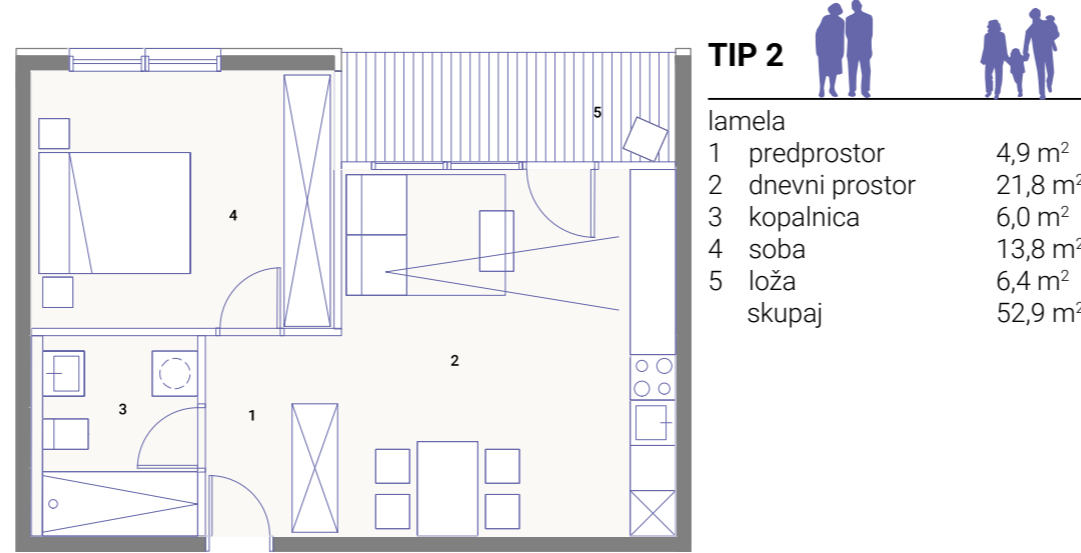 TIP 2
lamela
1 predprostor 4,9 m²
2 dnevni prostor 21,8 m²
3 kopalnica 6,0 m²
4 soba 13,8 m²
5 loža 6,4 m²
skupaj 52,9 m²
5
4
2
3
1